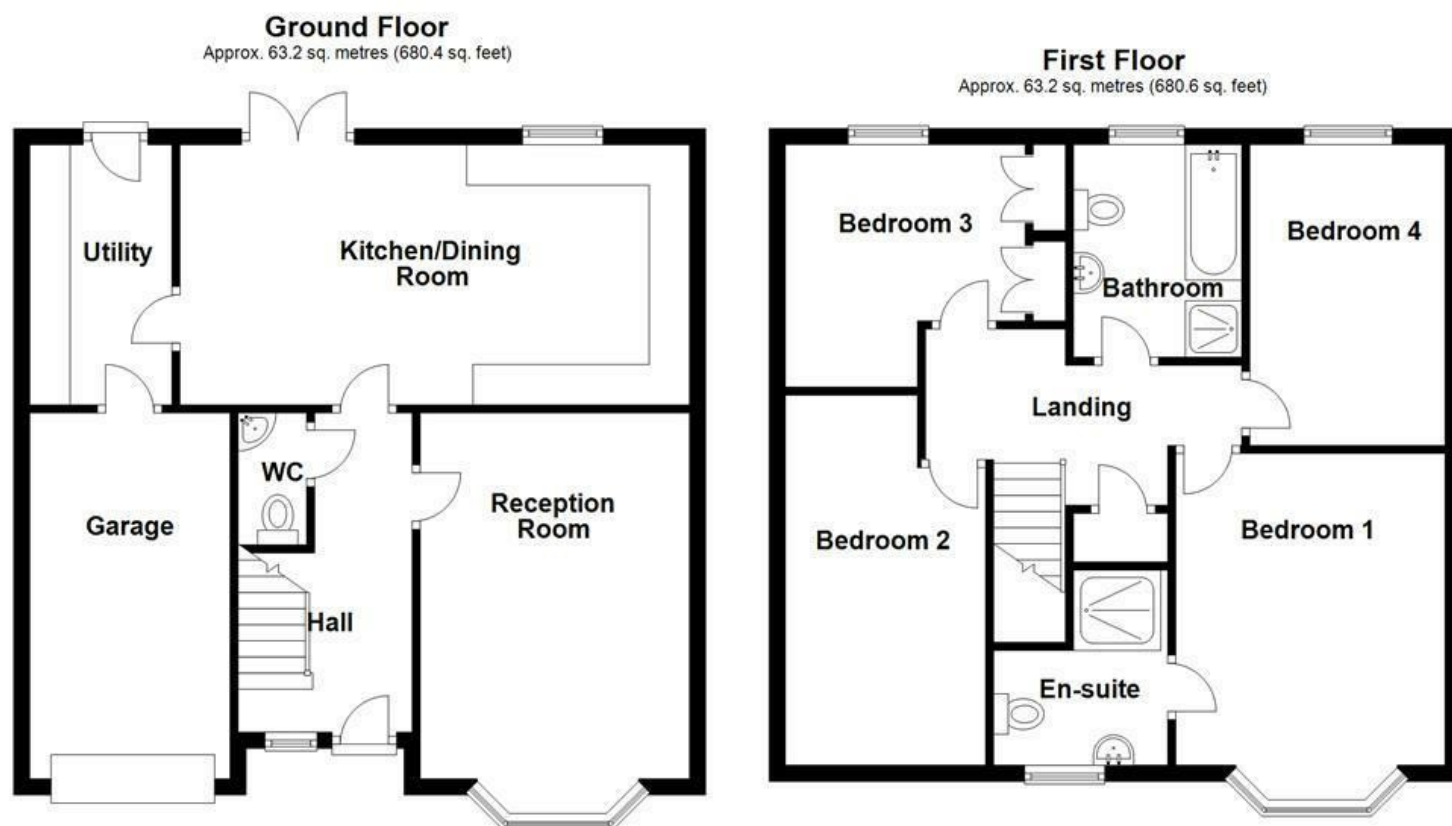 Ground Floor
Approx. 63.2 sq. metres (680.4 sq. feet)
Utility
Kitchen/Dining
Room
WC
Garage
Reception
Room
Hall
First Floor
Approx. 63.2 sq. metres (680.6 sq. feet)
Bedroom 3
Bathroom
Bedroom 4
Landing
Bedroom 2
Bedroom 1
En-suite